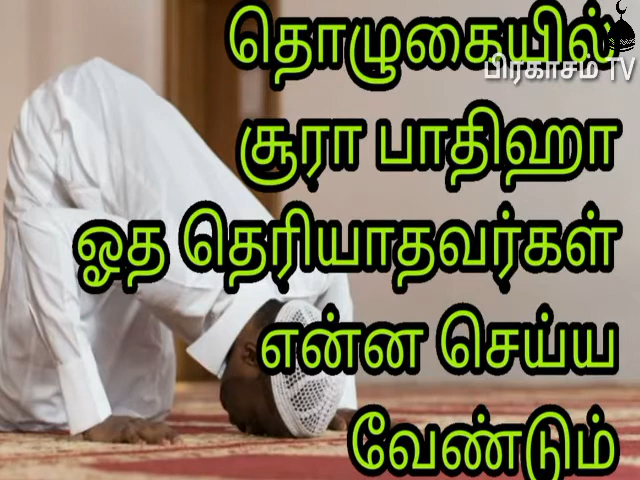 தொழுகையில்
பிரகாசம் TV
சூரா பாதிஹா
ஓத தெரியாதவர்கள்
என்ன செய்ய
வேண்டும்